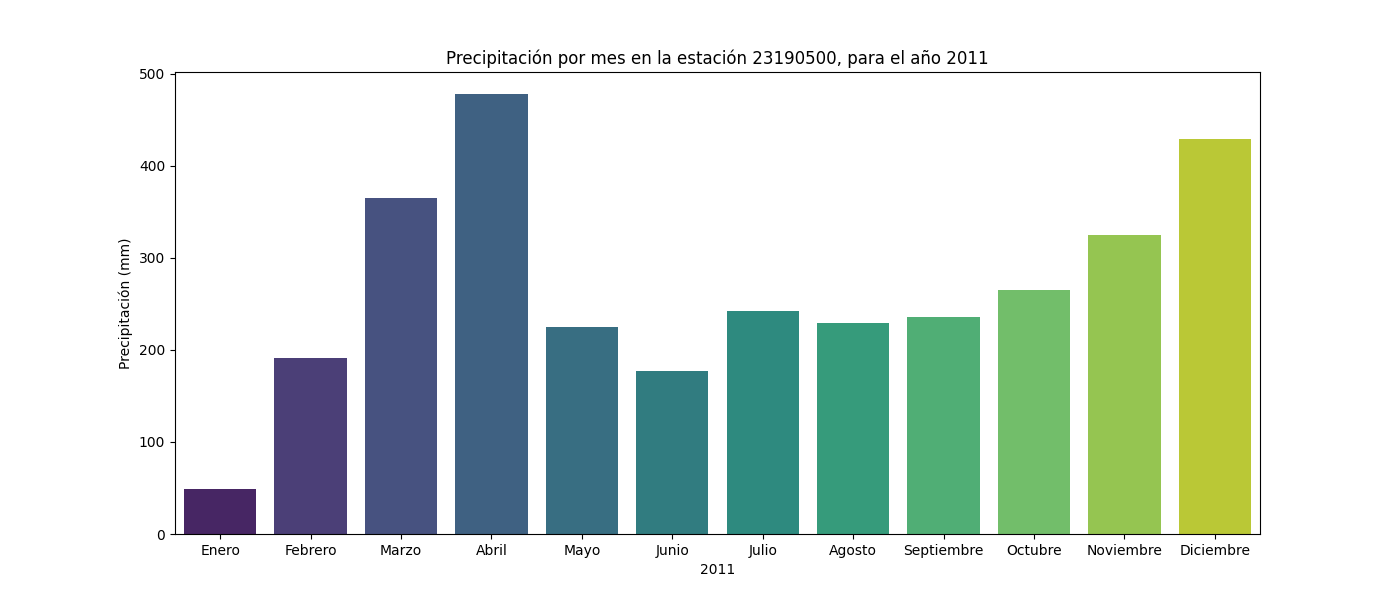 Precipitación por mes en la estación 23190500, para el año 2011
500
400
300
200
100
0
Precipitación (mm)
Enero Febrero Marzo Abril Mayo Junio Julio Agosto Septiembre Octubre Noviembre Diciembre
2011